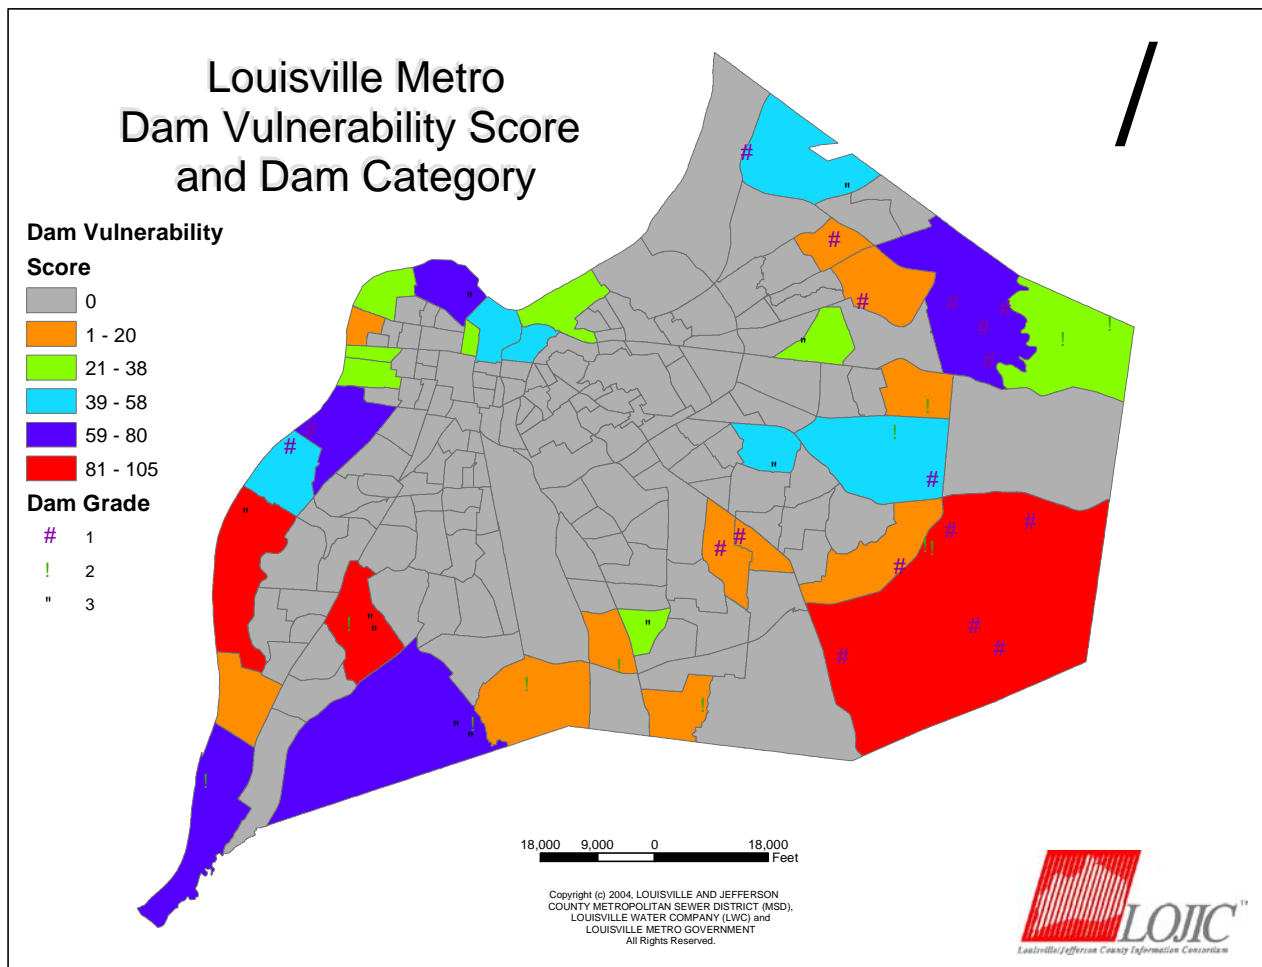 Louisville Metro
Dam Vulnerability Score
and Dam Category
Dam Vulnerability
Score
0
1 - 20
21 - 38
39 - 58
59 - 80
81 - 105
Dam Grade
# 1
! 2
" 3
18,000 9,000 0 18,000
Feet
Copyright (c) 2004, LOUISVILLE AND JEFFERSON
COUNTY METROPOLITAN SEWER DISTRICT (MSD),
LOUISVILLE WATER COMPANY (LWC) and
LOUISVILLE METRO GOVERNMENT
All Rights Reserved.
LOJIC™
Louisville/Jefferson County Information Consortium